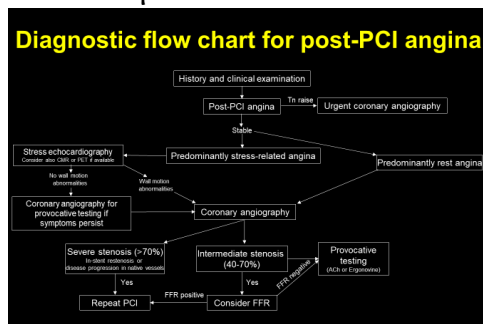 Diagnostic flow chart for post-PCI angina
History and clinical examination
Post-PCI angina
Tn raise
Urgent coronary angiography
Stable
Stress echocardiography
Consider also CMR or PET if available
Predominantly stress-related angina
Predominantly rest angina
No wall motion
abnormalities
Wall motion
abnormalities
Coronary angiography for
provocative testing if
symptoms persist
Coronary angiography
Severe stenosis (>70%)
In-stent restenosis or
disease progression in native vessels
Intermediate stenosis
(40-70%)
Provocative
testing
(ACh or Ergonovine)
Yes
Yes
FFR negative
Repeat PCI
FFR positive
Consider FFR